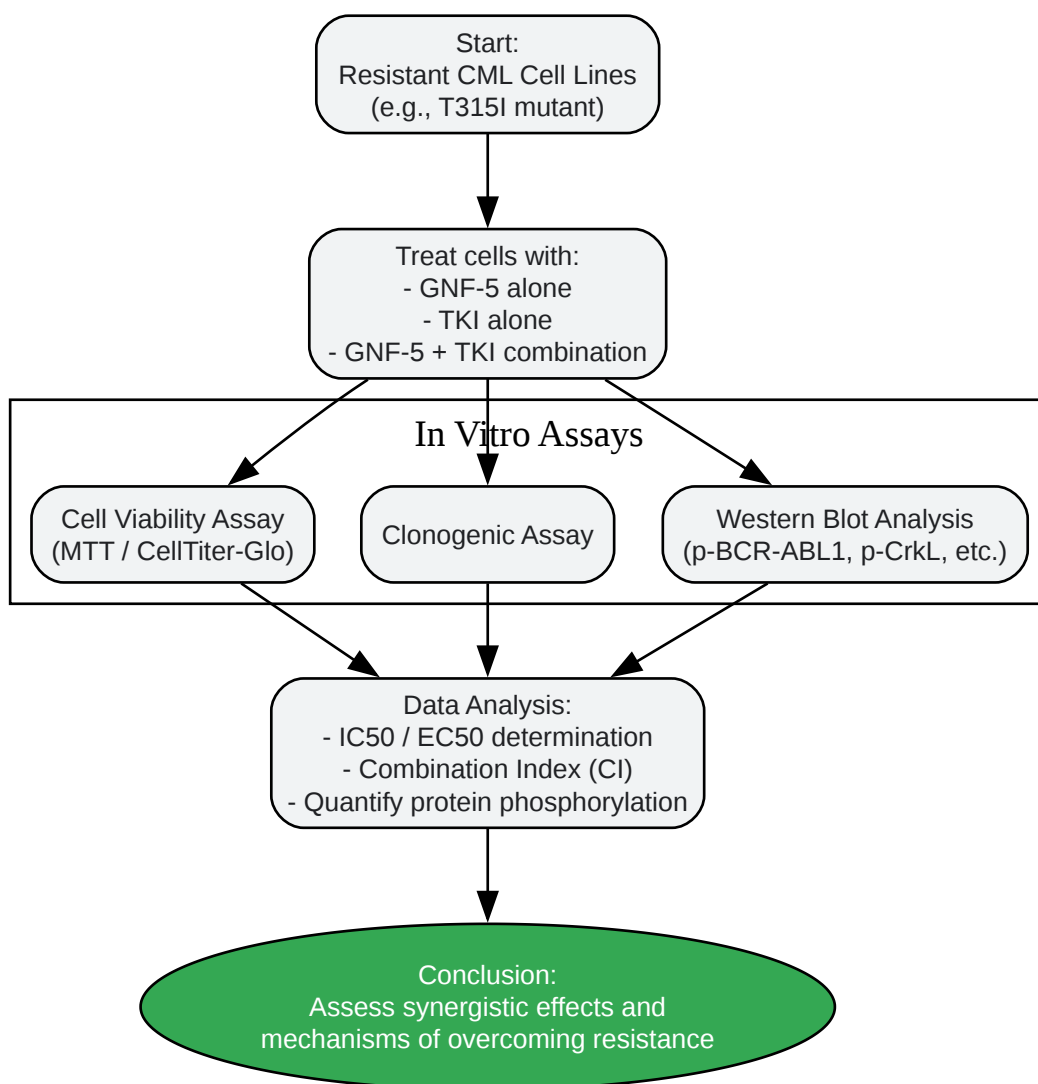 Start:
Resistant CML Cell Lines
(e.g., T315I mutant)
Treat cells with:
- GNF-5 alone
- TKI alone
- GNF-5 + TKI combination
In Vitro Assays
Cell Viability Assay
(MTT / CellTiter-Glo)
Clonogenic Assay
Western Blot Analysis
(p-BCR-ABL1, p-CrkL, etc.)
Data Analysis:
- IC50 / EC50 determination
- Combination Index (CI)
- Quantify protein phosphorylation
Conclusion:
Assess synergistic effects and
mechanisms of overcoming resistance